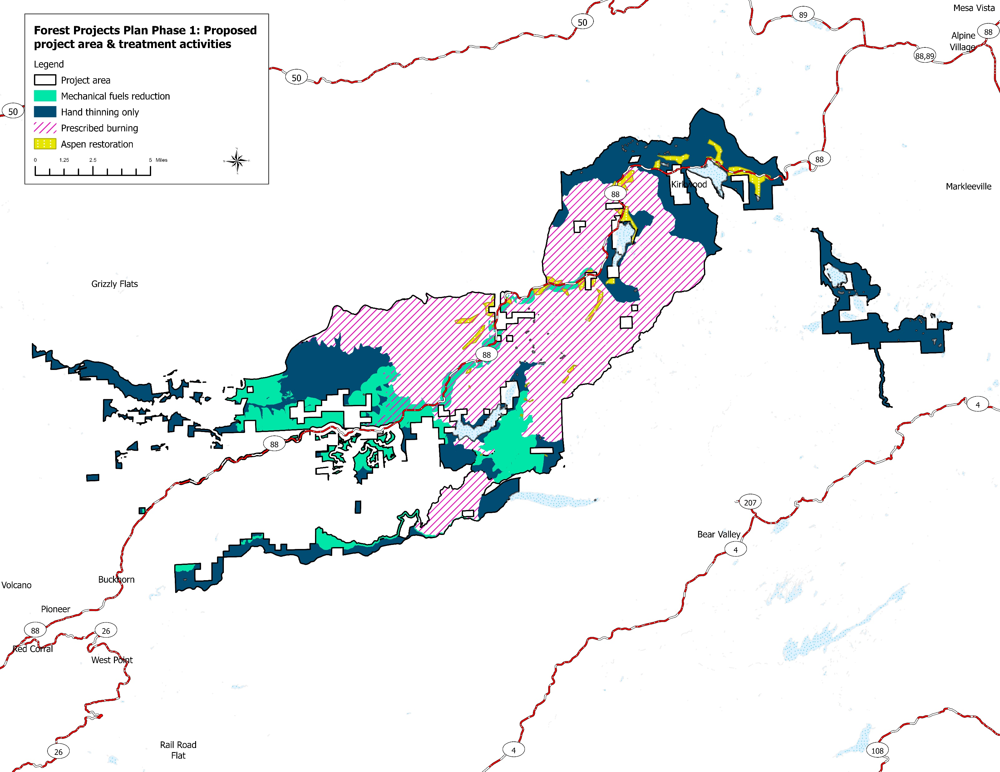 Forest Projects Plan Phase 1: Proposed
project area & treatment activities
Legend
Project area
Mechanical fuels reduction
Hand thinning only
Prescribed burning
Aspen restoration
0 1.25 2.5 5 Miles
N
W E
S
50
50
50
89
Mesa Vista
88
Alpine
Village
88,89
88
Markleeville
Kirkwood
88
Grizzly Flats
88
88
4
207
Bear Valley
4
Buckhorn
Volcano
Pioneer
88
26
Red Corral
West Point
Rail Road
Flat
26
4
108